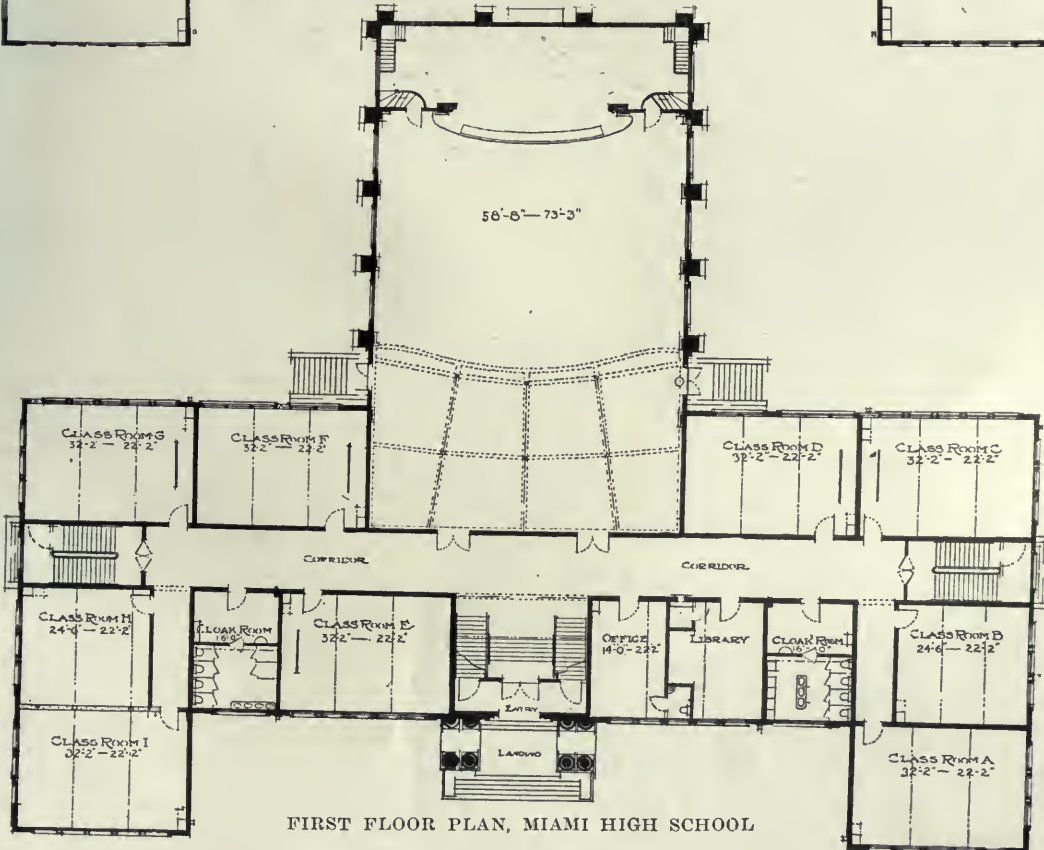 58'-8"—73'-3"
CLASS ROOM G
32'-2"—22'-2"
CLASS ROOM F
32'-2"—22'-2"
CLASS ROOM D
32'-2"—22'-2"
CLASS ROOM C
32'-2"—22'-2"
CORRIDOR
CORRIDOR
CLASS ROOM H
24'-6"—22'-2"
CLOAK ROOM
CLASS ROOM E
32'-2"—22'-2"
OFFICE
14'-0"-22'2"
LIBRARY
CLOAK ROOM
CLASS ROOM B
24'-6"—22'-2"
ENTRY
LANDING
CLASS ROOM I
32'-2"—22'-2"
CLASS ROOM A
32'-2"—22'-2"
FIRST FLOOR PLAN, MIAMI HIGH SCHOOL